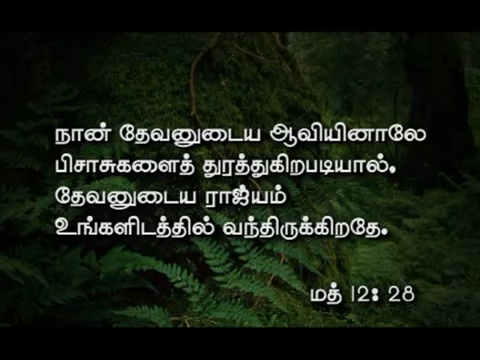 நான் தேவனுடைய ஆவியினாலே
பிசாசுகளைத் துரத்துகிறபடியால்,
தேவனுடைய ராஜ்யம்
உங்களிடத்தில் வந்திருக்கிறதே.
மத் 12: 28